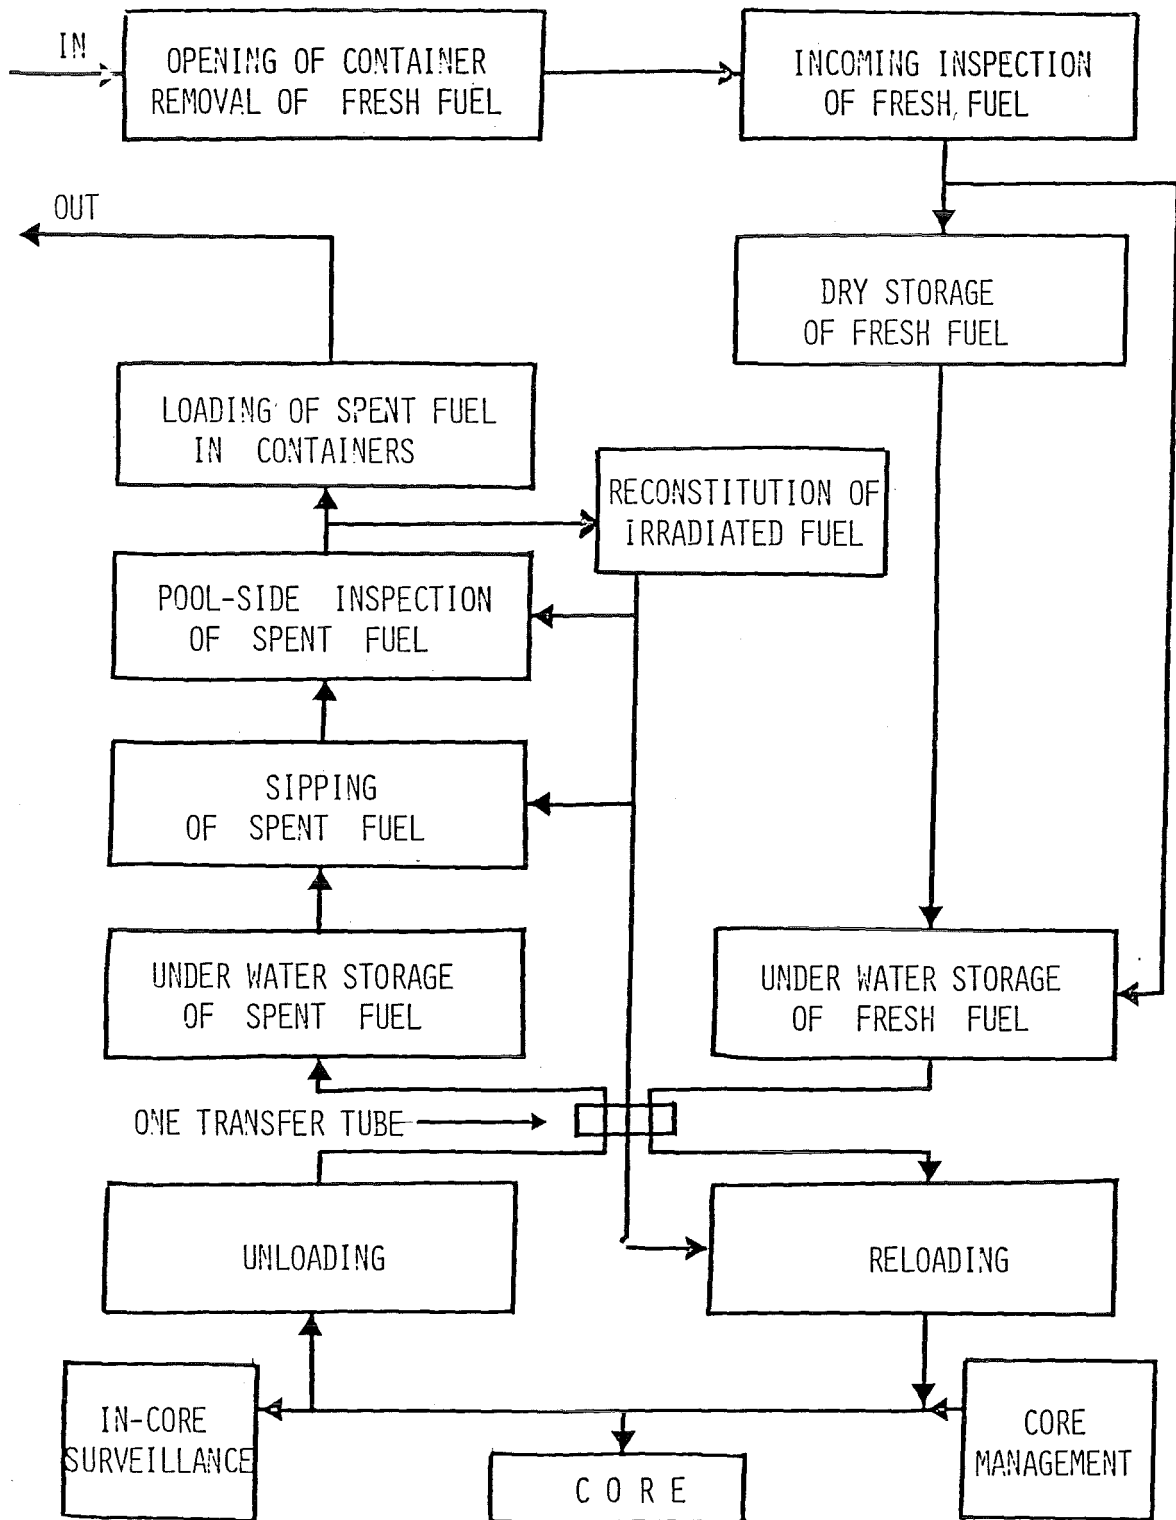 IN
OPENING OF CONTAINER
REMOVAL OF FRESH FUEL
INCOMING INSPECTION
OF FRESH FUEL
OUT
DRY STORAGE
OF FRESH FUEL
LOADING OF SPENT FUEL
IN CONTAINERS
RECONSTITUTION OF
IRRADIATED FUEL
POOL-SIDE INSPECTION
OF SPENT FUEL
SIPPING
OF SPENT FUEL
UNDER WATER STORAGE
OF SPENT FUEL
UNDER WATER STORAGE
OF FRESH FUEL
ONE TRANSFER TUBE
UNLOADING
RELOADING
IN-CORE
SURVEILLANCE
CORE
CORE
MANAGEMENT